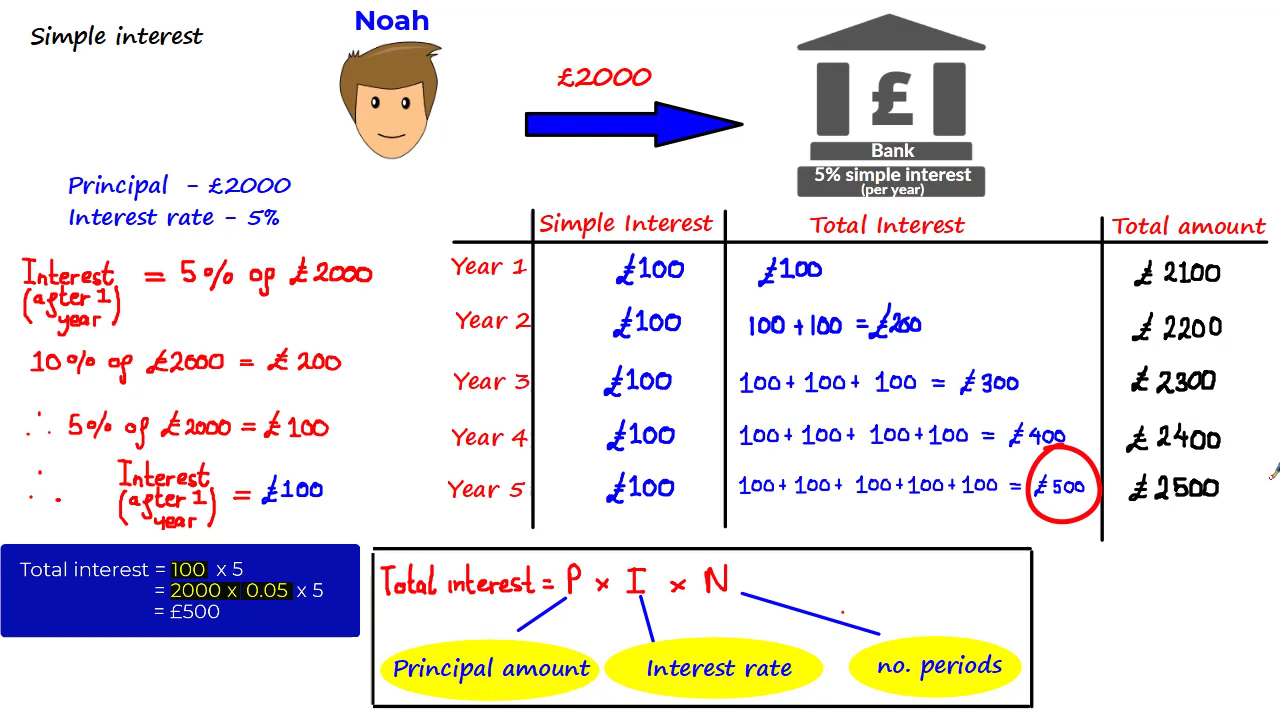 Simple interest
Noah
£2000
£
Bank
5% simple interest
(per year)
Principal - £2000
Interest rate - 5%
Interest (after 1 year) = 5% of £2000
10% of £2000 = £200
∴ 5% of £2000 = £100
∴ Interest (after 1 year) = £100
Simple Interest Total Interest Total amount
Year 1 £100 £100 £2100
Year 2 £100 100 + 100 = £200 £2200
Year 3 £100 100 + 100 + 100 = £300 £2300
Year 4 £100 100 + 100 + 100 + 100 = £400 £2400
Year 5 £100 100 + 100 + 100 + 100 + 100 = £500 £2500
Total interest = 100 x 5
= 2000 x 0.05 x 5
= £500
Total interest = P × I × N
Principal amount Interest rate no. periods